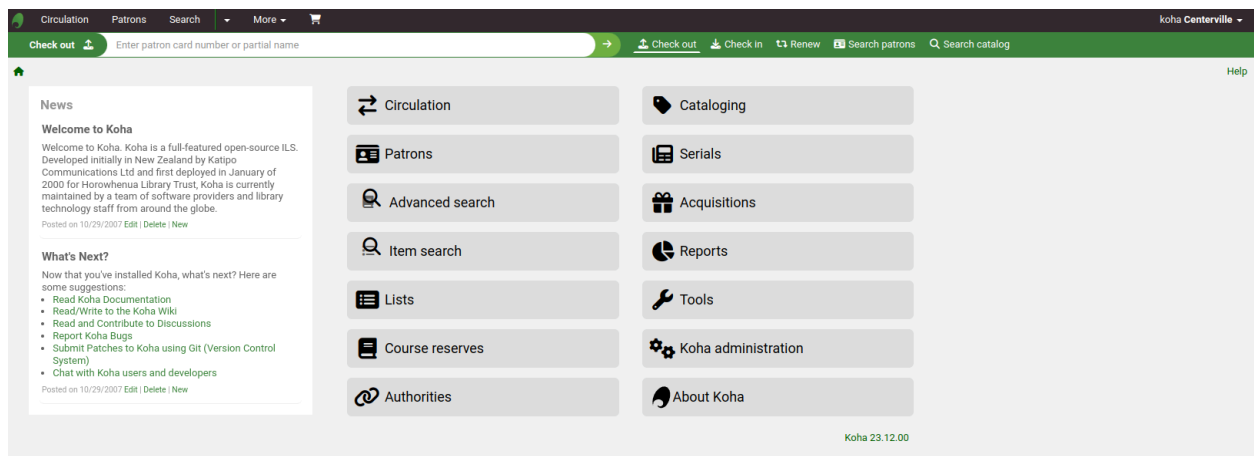 Circulation Patrons Search More koha Centerville
Check out Enter patron card number or partial name Check out Check in Renew Search patrons Search catalog
Help
News
Welcome to Koha
Welcome to Koha. Koha is a full-featured open-source ILS.
Developed initially in New Zealand by Katipo
Communications Ltd and first deployed in January of
2000 for Horowhenua Library Trust, Koha is currently
maintained by a team of software providers and library
technology staff from around the globe.
Posted on 10/29/2007 Edit | Delete | New
What's Next?
Now that you've installed Koha, what's next? Here are
some suggestions:
• Read Koha Documentation
• Read/Write to the Koha Wiki
• Read and Contribute to Discussions
• Report Koha Bugs
• Submit Patches to Koha using Git (Version Control
System)
• Chat with Koha users and developers
Posted on 10/29/2007 Edit | Delete | New
Circulation
Patrons
Advanced search
Item search
Lists
Course reserves
Authorities
Cataloging
Serials
Acquisitions
Reports
Tools
Koha administration
About Koha
Koha 23.12.00